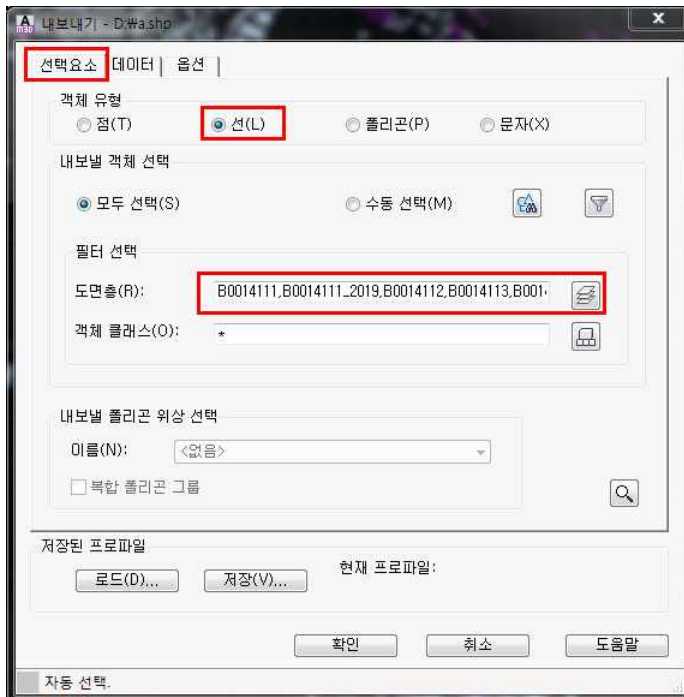 내보내기 - D:\a.shp
선택요소 데이터 | 옵션 |
객체 유형
점(T) 선(L) 폴리곤(P) 문자(X)
내보낼 객체 선택
모두 선택(S) 수동 선택(M)
필터 선택
도면층(R): B0014111,B0014111_2019,B0014112,B0014113,B001
객체 클래스(O): *
내보낼 폴리곤 위상 선택
이름(N): <없음>
복합 폴리곤 그룹
저장된 프로파일
로드(D)... 저장(V)... 현재 프로파일:
확인 취소 도움말
자동 선택.